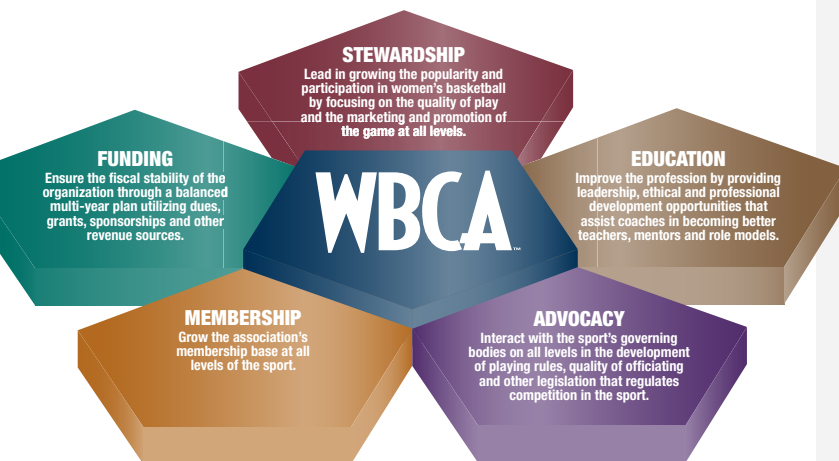 STEWARDSHIP
Lead in growing the popularity and
participation in women's basketball
by focusing on the quality of play
and the marketing and promotion of
the game at all levels.
FUNDING
Ensure the fiscal stability of the
organization through a balanced
multi-year plan utilizing dues,
grants, sponsorships and other
revenue sources.
WBCA™
EDUCATION
Improve the profession by providing
leadership, ethical and professional
development opportunities that
assist coaches in becoming better
teachers, mentors and role models.
MEMBERSHIP
Grow the association's
membership base at all
levels of the sport.
ADVOCACY
Interact with the sport's governing
bodies on all levels in the development
of playing rules, quality of officiating
and other legislation that regulates
competition in the sport.